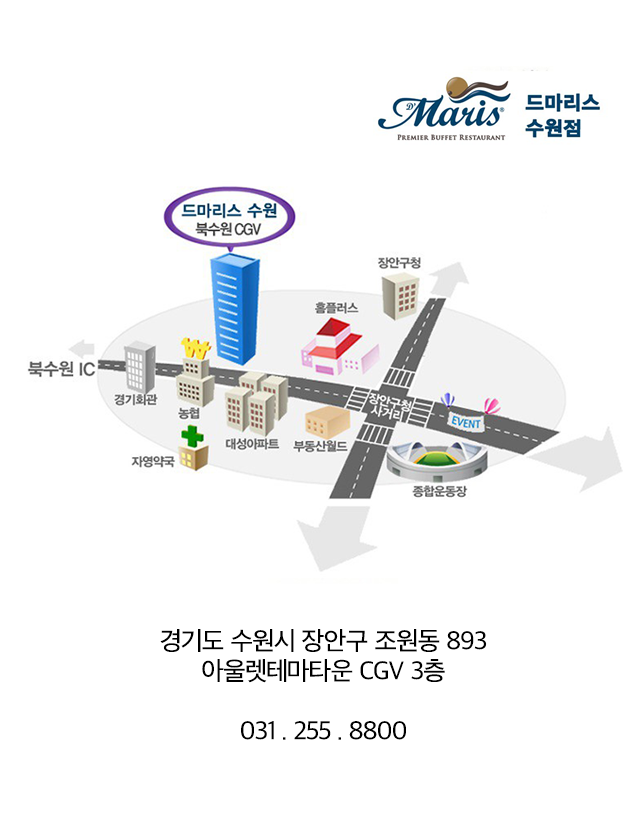 D'Maris®
PREMIER BUFFET RESTAURANT
드마리스
수원점
드마리스 수원
북수원 CGV
장안구청
홈플러스
북수원 IC
경기회관
농협
장안구청
사거리
EVENT
대성아파트
부동산월드
자영약국
종합운동장
경기도 수원시 장안구 조원동 893
아울렛테마타운 CGV 3층
031 . 255 . 8800